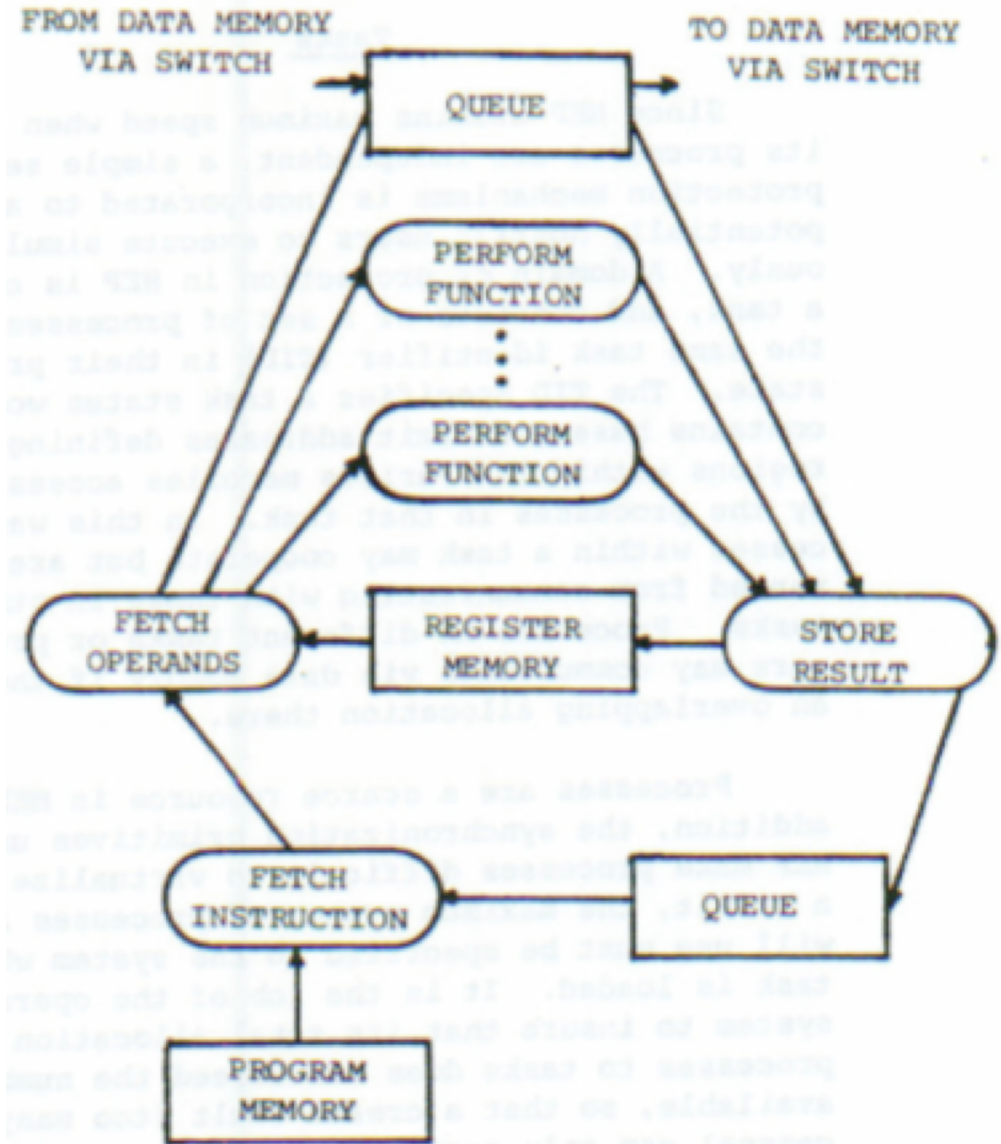 FROM DATA MEMORY
VIA SWITCH
TO DATA MEMORY
VIA SWITCH
QUEUE
PERFORM
FUNCTION
PERFORM
FUNCTION
FETCH
OPERANDS
REGISTER
MEMORY
STORE
RESULT
FETCH
INSTRUCTION
QUEUE
PROGRAM
MEMORY